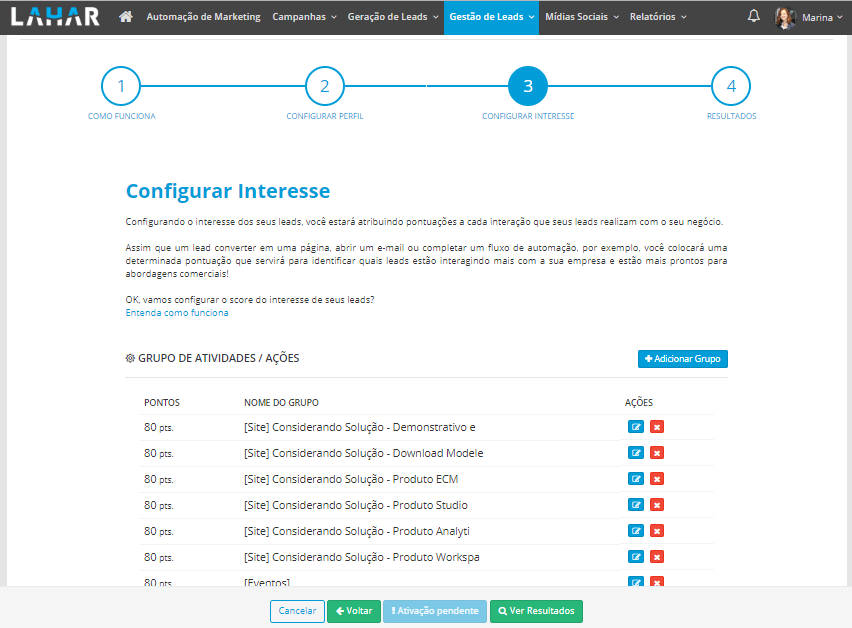 LAHAR Automação de Marketing Campanhas Geração de Leads Gestão de Leads Mídias Sociais Relatórios Marina
1 2 3 4
COMO FUNCIONA CONFIGURAR PERFIL CONFIGURAR INTERESSE RESULTADOS
Configurar Interesse
Configurando o interesse dos seus leads, você estará atribuindo pontuações a cada interação que seus leads realizam com o seu negócio.
Assim que um lead converter em uma página, abrir um e-mail ou completar um fluxo de automação, por exemplo, você colocará uma
determinada pontuação que servirá para identificar quais leads estão interagindo mais com a sua empresa e estão mais prontos para
abordagens comerciais!
OK, vamos configurar o score do interesse de seus leads?
Entenda como funciona
GRUPO DE ATIVIDADES / AÇÕES Adicionar Grupo
PONTOS NOME DO GRUPO AÇÕES
80 pts. [Site] Considerando Solução - Demonstrativo e
80 pts. [Site] Considerando Solução - Download Modele
80 pts. [Site] Considerando Solução - Produto ECM
80 pts. [Site] Considerando Solução - Produto Studio
80 pts. [Site] Considerando Solução - Produto Analyti
80 pts. [Site] Considerando Solução - Produto Workspa
80 pts. [Eventos]
Cancelar Voltar Ativação pendente Ver Resultados